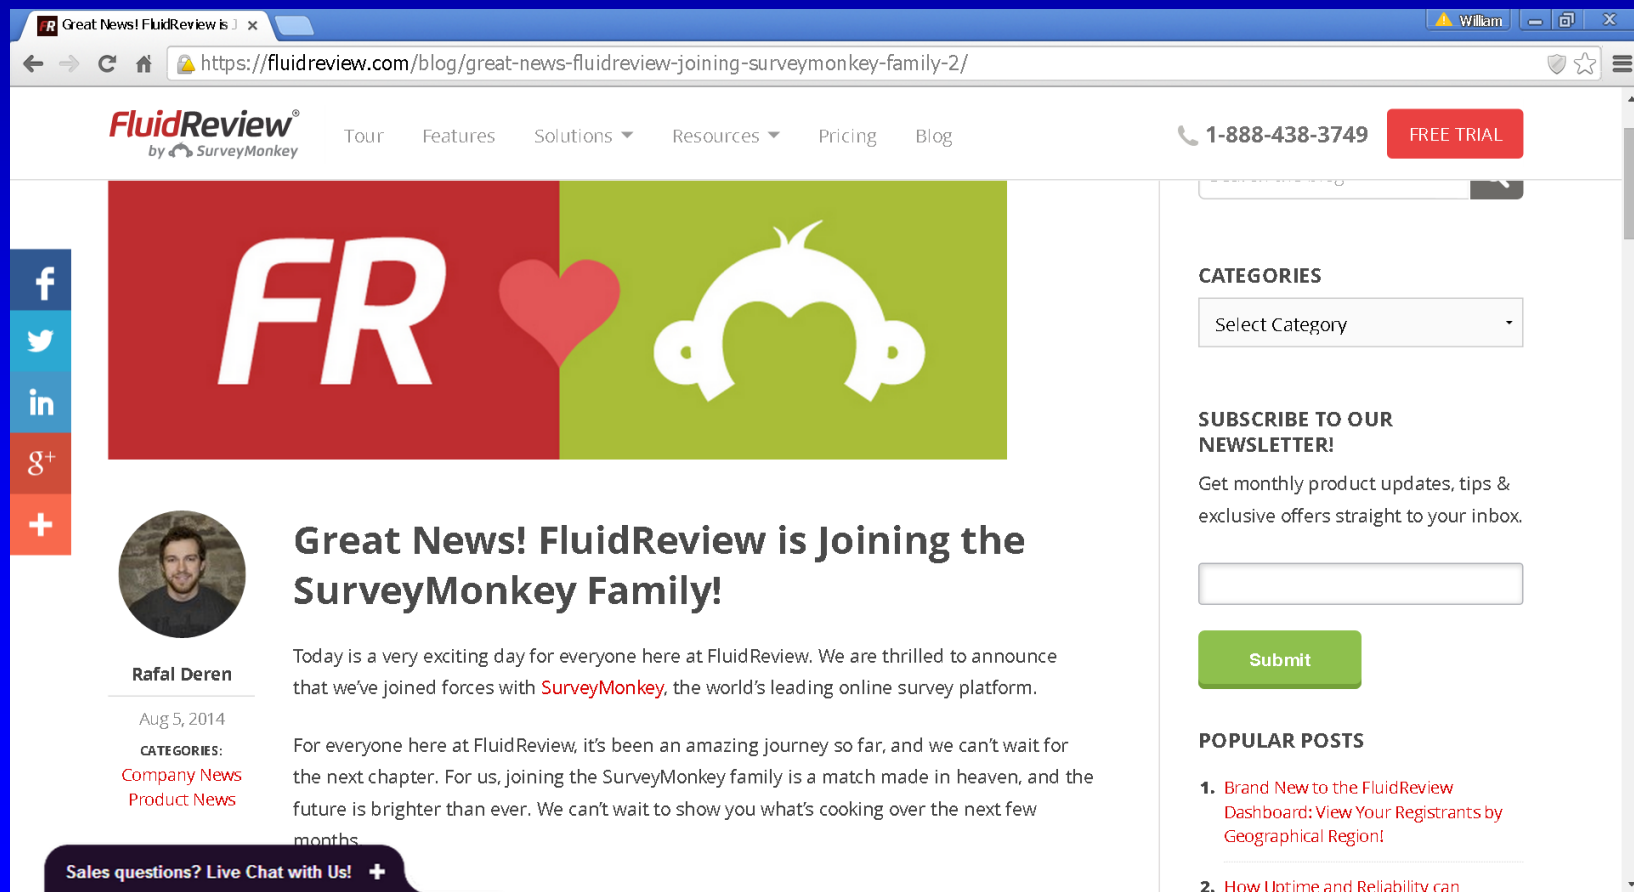 FR Great News! FluidReview is J
William
https://fluidreview.com/blog/great-news-fluidreview-joining-surveymonkey-family-2/
FluidReview®
by SurveyMonkey
Tour Features Solutions Resources Pricing Blog
1-888-438-3749
FREE TRIAL
FR
f
in
g+
CATEGORIES
Select Category
SUBSCRIBE TO OUR
NEWSLETTER!
Get monthly product updates, tips &
exclusive offers straight to your inbox.
Submit
Great News! FluidReview is Joining the
SurveyMonkey Family!
Rafal Deren
Aug 5, 2014
CATEGORIES:
Company News
Product News
Today is a very exciting day for everyone here at FluidReview. We are thrilled to announce
that we've joined forces with SurveyMonkey, the world's leading online survey platform.
For everyone here at FluidReview, it's been an amazing journey so far, and we can't wait for
the next chapter. For us, joining the SurveyMonkey family is a match made in heaven, and the
future is brighter than ever. We can't wait to show you what's cooking over the next few
months.
POPULAR POSTS
1. Brand New to the FluidReview
Dashboard: View Your Registrants by
Geographical Region!
2. How Uptime and Reliability can
Sales questions? Live Chat with Us! +